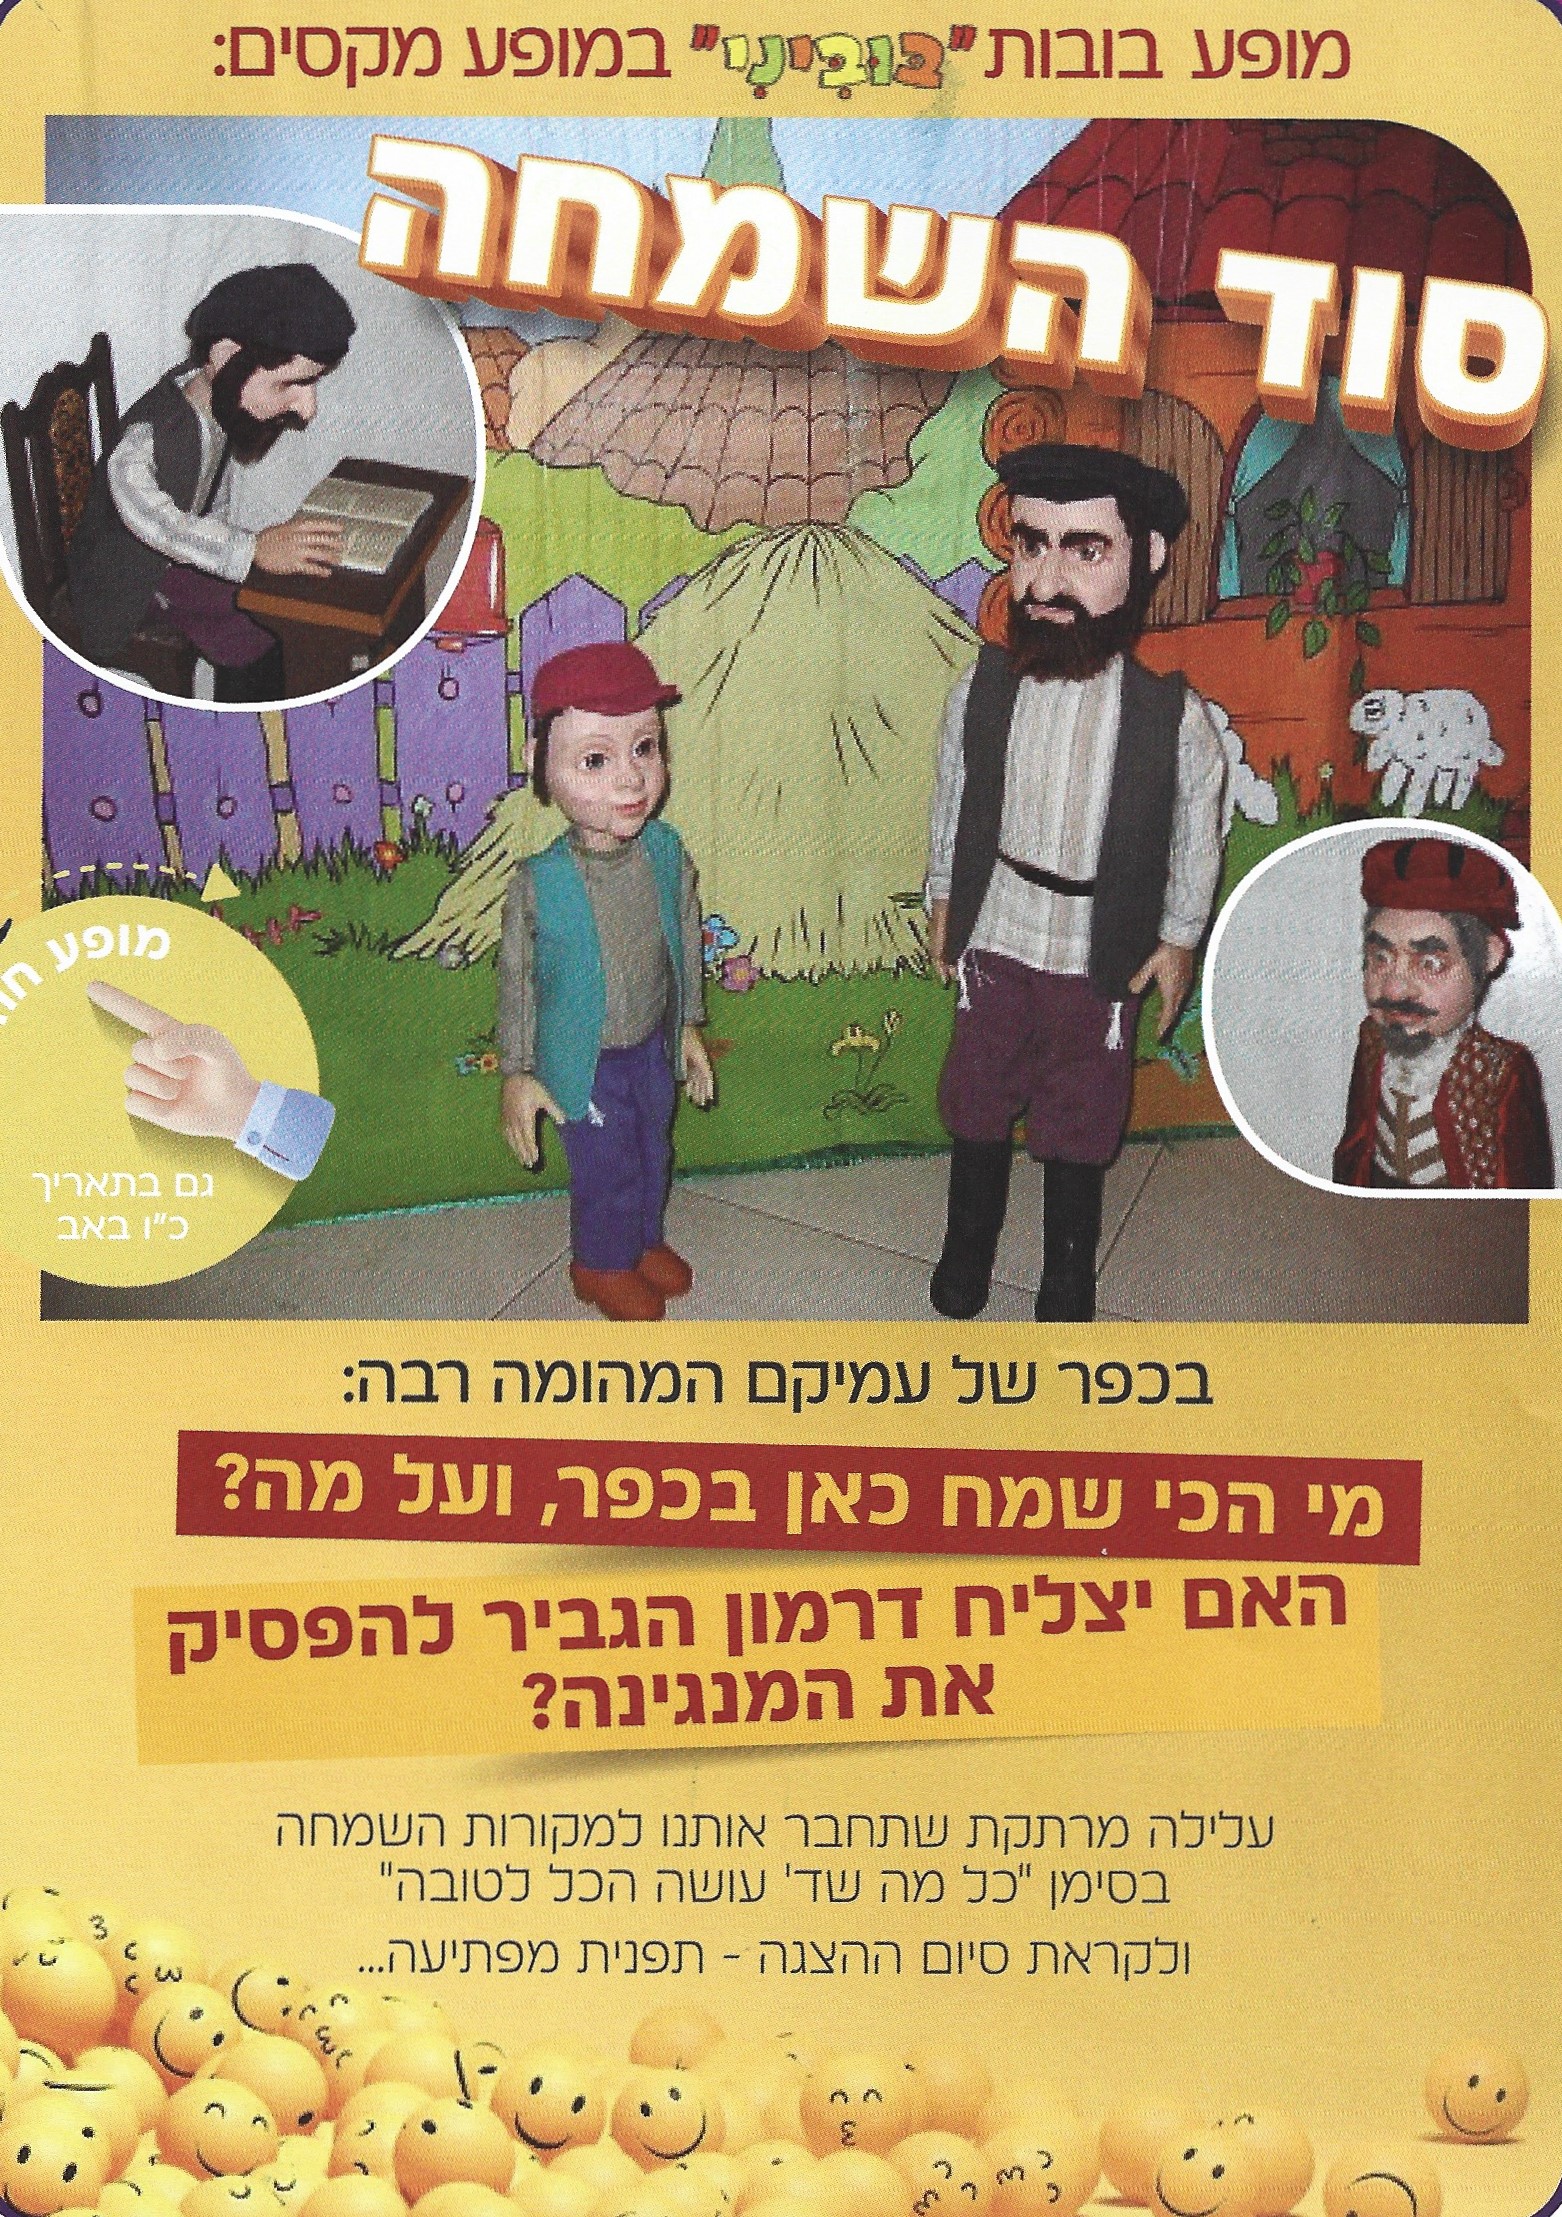 מופע בובות "בּוּבִּינִי" במופע מקסים:
סוד השמחה
מופע
גם בתאריך
כ"ו באב
בכפר של עמיקם המהומה רבה:
מי הכי שמח כאן בכפר, ועל מה?
האם יצליח דרמון הגביר להפסיק
את המנגינה?
עלילה מרתקת שתחבר אותנו למקורות השמחה
בסימן "כל מה שד' עושה הכל לטובה"
ולקראת סיום ההצגה - תפנית מפתיעה...